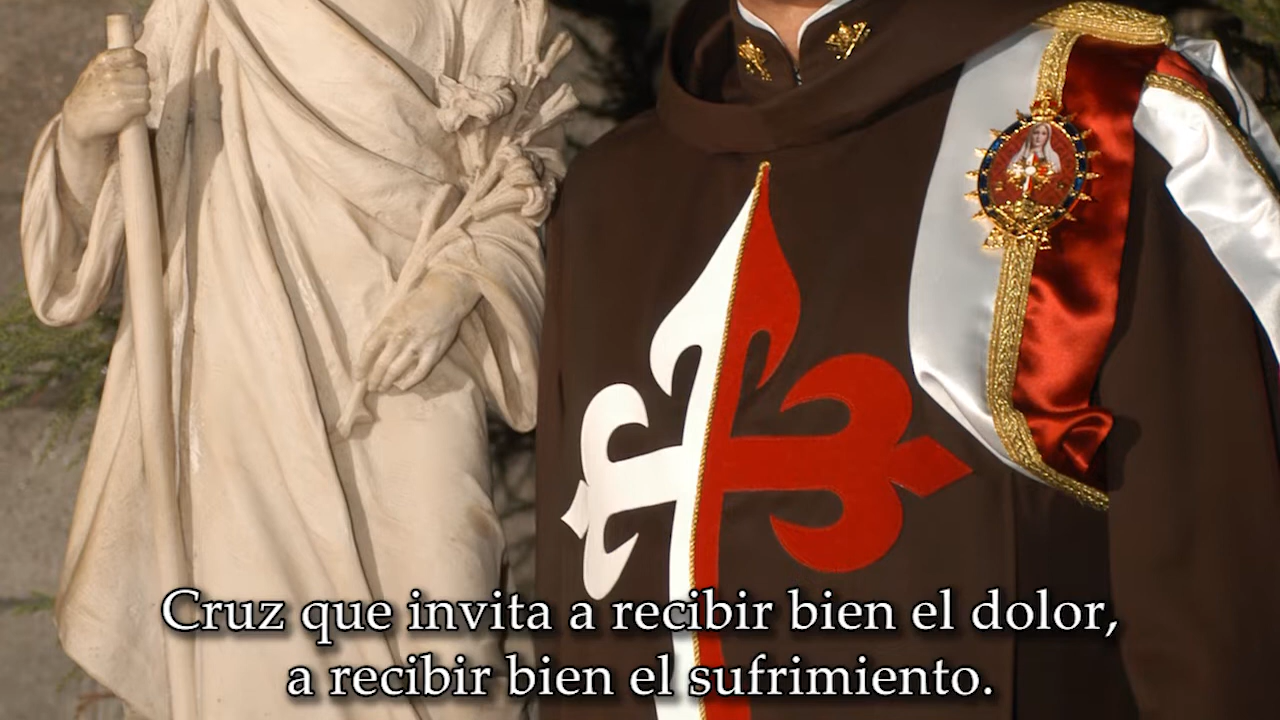 Cruz que invita a recibir bien el dolor,
a recibir bien el sufrimiento.